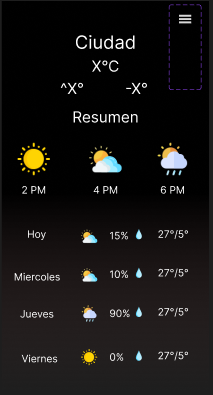 Ciudad
X°C
^X° -X°
Resumen
2 PM 4 PM 6 PM
Hoy 15% 27°/5°
Miercoles 10% 27°/5°
Jueves 90% 27°/5°
Viernes 0% 27°/5°